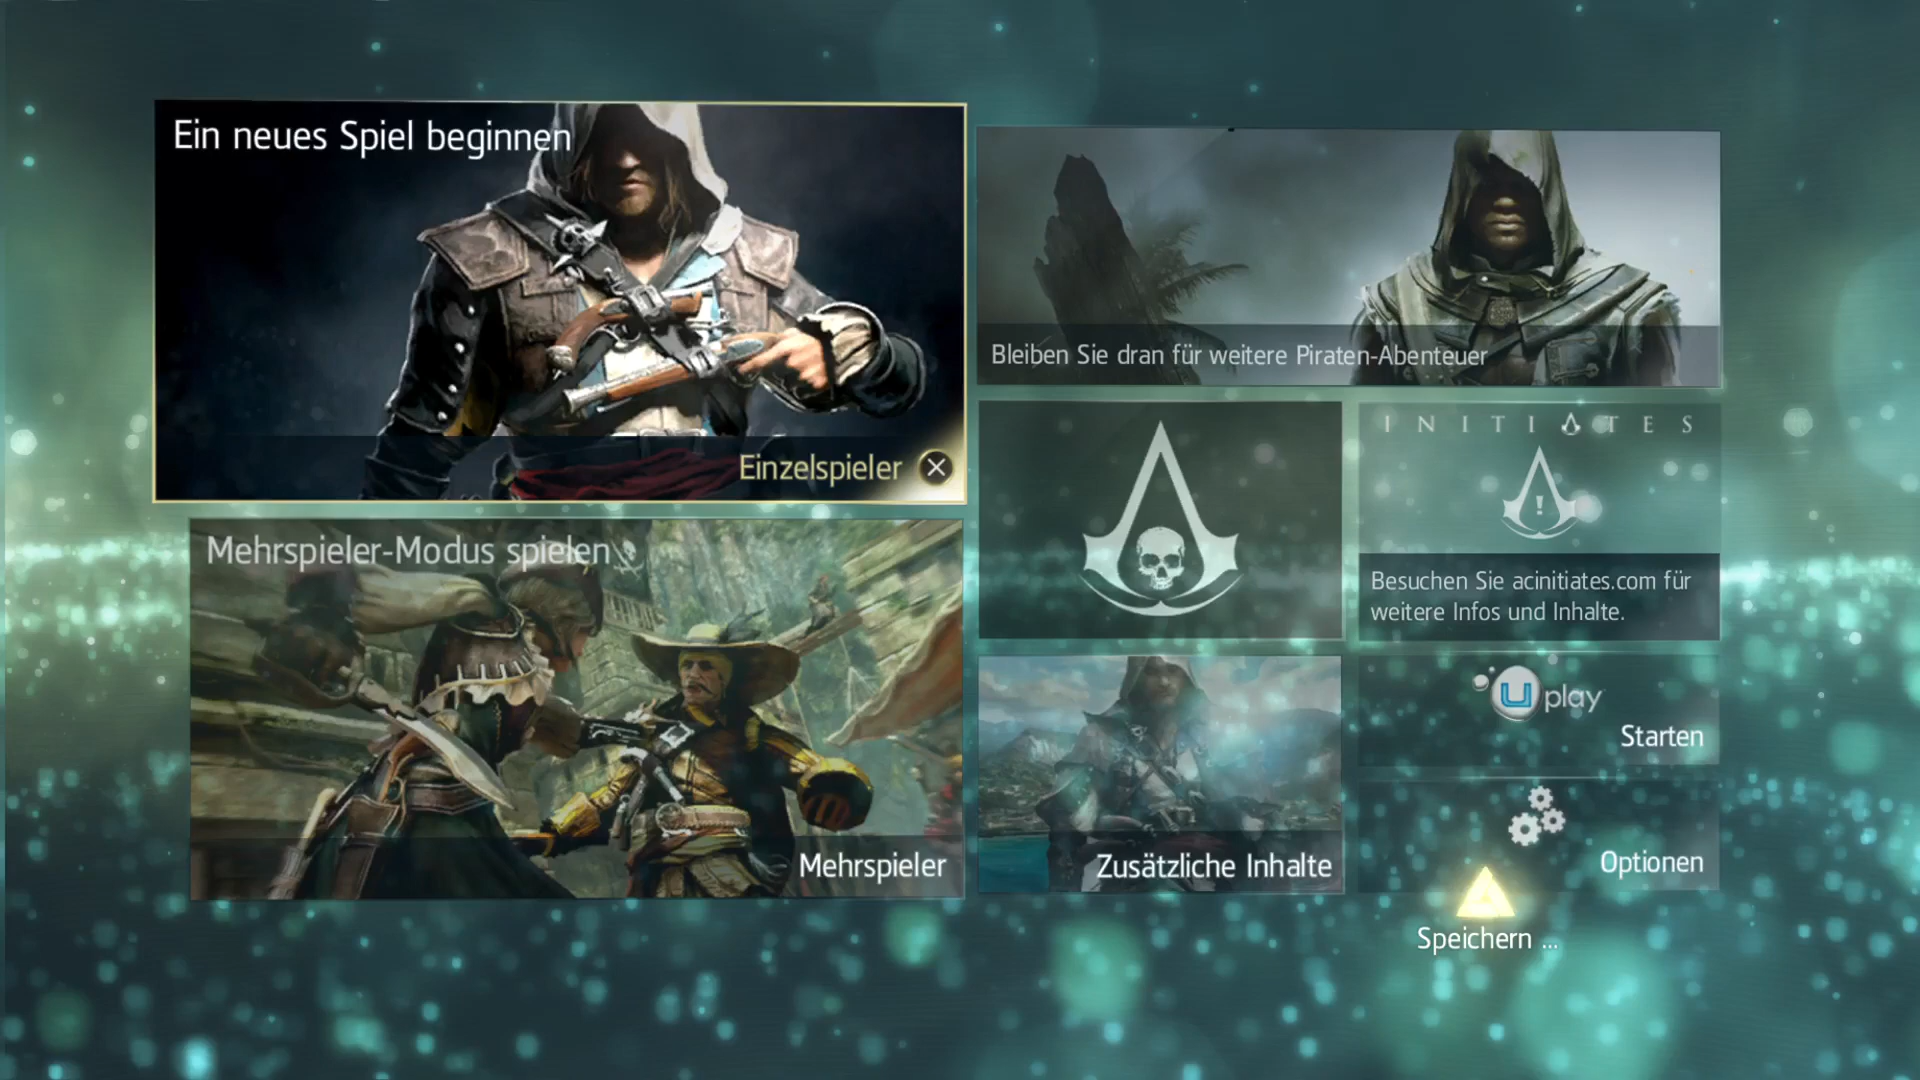 Ein neues Spiel beginnen
Einzelspieler
Mehrspieler-Modus spielen
Mehrspieler
Bleiben Sie dran für weitere Piraten-Abenteuer
INITIATES
!
Besuchen Sie acinitiates.com für
weitere Infos und Inhalte.
Zusätzliche Inhalte
Uplay
Starten
Optionen
Speichern ...